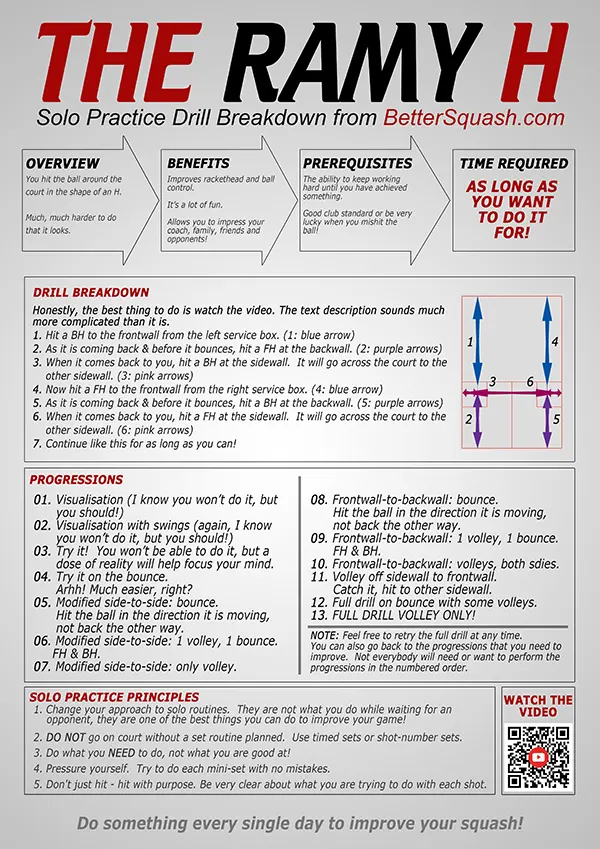 THE RAMY H
Solo Practice Drill Breakdown from BetterSquash.com
OVERVIEW
You hit the ball around the
court in the shape of an H.
Much, much harder to do
that it looks.
BENEFITS
Improves rackethead and ball
control.
It's a lot of fun.
Allows you to impress your
coach, family, friends and
opponents!
PREREQUISITES
The ability to keep working
hard until you have achieved
something.
Good club standard or be very
lucky when you mishit the
ball!
TIME REQUIRED
AS LONG AS
YOU WANT
TO DO IT
FOR!
DRILL BREAKDOWN
Honestly, the best thing to do is watch the video. The text description sounds much
more complicated than it is.
1. Hit a BH to the frontwall from the left service box. (1: blue arrow)
2. As it is coming back & before it bounces, hit a FH at the backwall. (2: purple arrows)
3. When it comes back to you, hit a BH at the sidewall. It will go across the court to the
other sidewall. (3: pink arrows)
4. Now hit a FH to the frontwall from the right service box. (4: blue arrow)
5. As it is coming back & before it bounces, hit a BH at the backwall. (5: purple arrows)
6. When it comes back to you, hit a FH at the sidewall. It will go across the court to the
other sidewall. (6: pink arrows)
7. Continue like this for as long as you can!
1
4
3
6
2
5
PROGRESSIONS
01. Visualisation (I know you won't do it, but
you should!)
02. Visualisation with swings (again, I know
you won't do it, but you should!)
03. Try it! You won't be able to do it, but a
dose of reality will help focus your mind.
04. Try it on the bounce.
Arhh! Much easier, right?
05. Modified side-to-side: bounce.
Hit the ball in the direction it is moving,
not back the other way.
06. Modified side-to-side: 1 volley, 1 bounce.
FH & BH.
07. Modified side-to-side: only volley.
08. Frontwall-to-backwall: bounce.
Hit the ball in the direction it is moving,
not back the other way.
09. Frontwall-to-backwall: 1 volley, 1 bounce.
FH & BH.
10. Frontwall-to-backwall: volleys, both sdies.
11. Volley off sidewall to frontwall.
Catch it, hit to other sidewall.
12. Full drill on bounce with some volleys.
13. FULL DRILL VOLLEY ONLY!
NOTE: Feel free to retry the full drill at any time.
You can also go back to the progressions that you need to
improve. Not everybody will need or want to perform the
progressions in the numbered order.
SOLO PRACTICE PRINCIPLES
1. Change your approach to solo routines. They are not what you do while waiting for an
opponent, they are one of the best things you can do to improve your game!
2. DO NOT go on court without a set routine planned. Use timed sets or shot-number sets.
3. Do what you NEED to do, not what you are good at!
4. Pressure yourself. Try to do each mini-set with no mistakes.
5. Don't just hit - hit with purpose. Be very clear about what you are trying to do with each shot.
WATCH THE
VIDEO
Do something every single day to improve your squash!